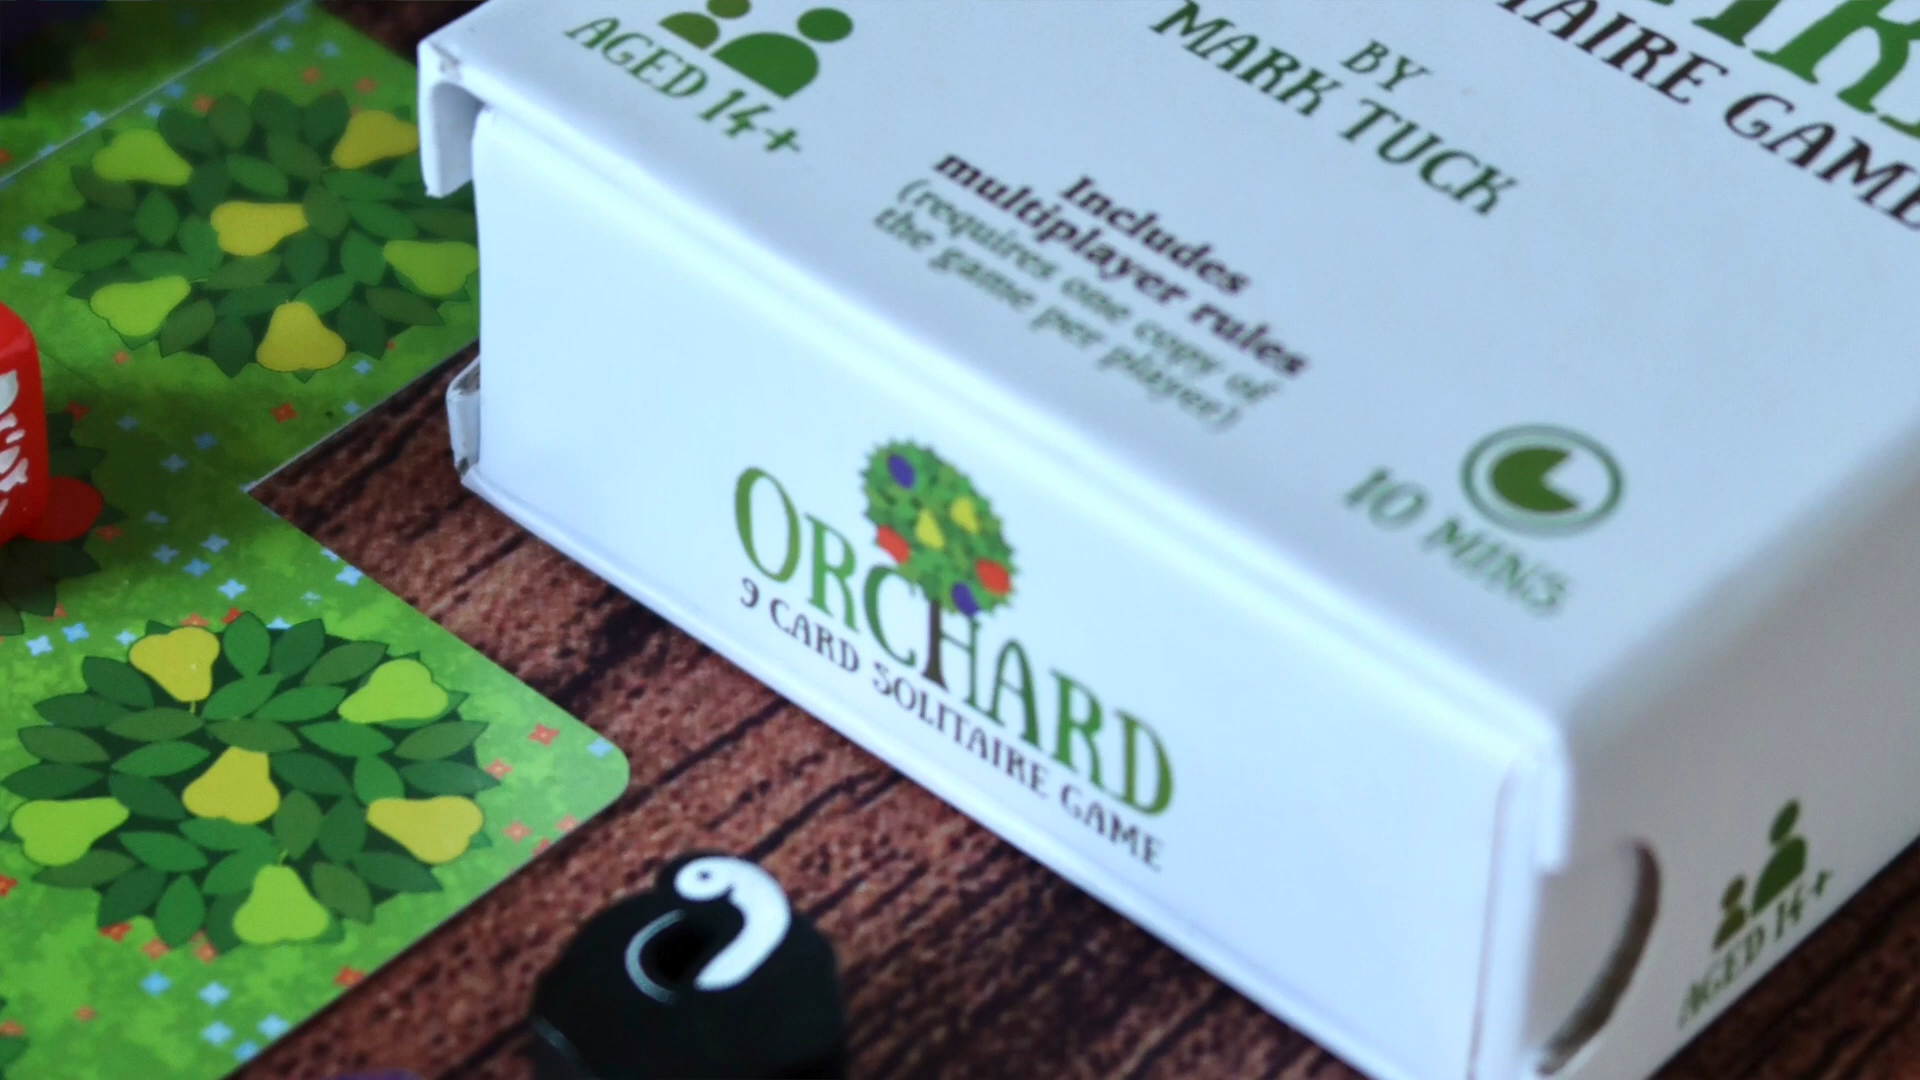 AGED 14+
BY
MARK TUCK
AIRE GAME
Includes
multiplayer rules
(requires one copy of
the game per player)
10 MINS
ORCHARD
9 CARD SOLITAIRE GAME
AGED 14+